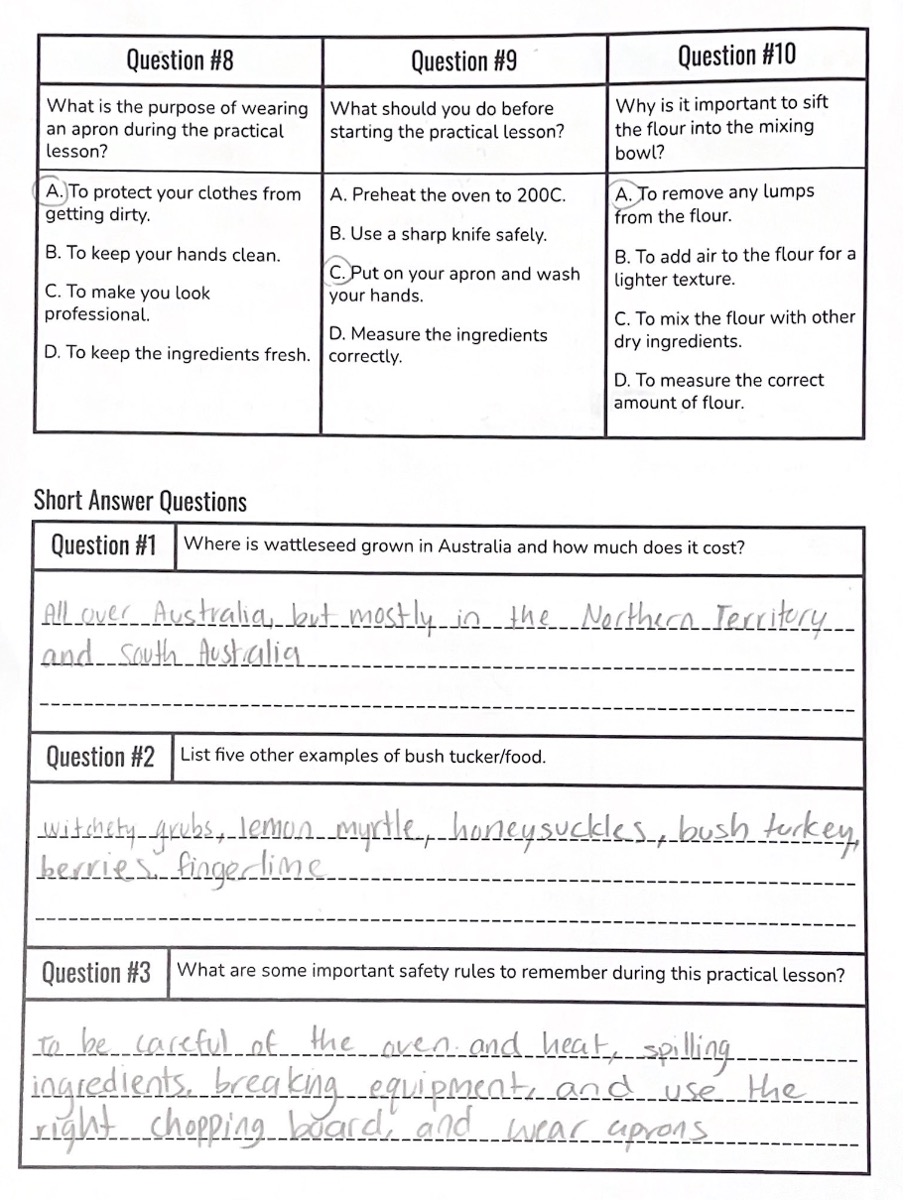 Question #8
What is the purpose of wearing
an apron during the practical
lesson?
A. To protect your clothes from
getting dirty.
B. To keep your hands clean.
C. To make you look
professional.
D. To keep the ingredients fresh.
Question #9
What should you do before
starting the practical lesson?
A. Preheat the oven to 200C.
B. Use a sharp knife safely.
C. Put on your apron and wash
your hands.
D. Measure the ingredients
correctly.
Question #10
Why is it important to sift
the flour into the mixing
bowl?
A. To remove any lumps
from the flour.
B. To add air to the flour for a
lighter texture.
C. To mix the flour with other
dry ingredients.
D. To measure the correct
amount of flour.
Short Answer Questions
Question #1 Where is wattleseed grown in Australia and how much does it cost?
All over Australia, but mostly in the Northern Territory
and South Australia
Question #2 List five other examples of bush tucker/food.
witchety grubs, lemon myrtle, honeysuckles, bush turkey,
berries, fingerlime
Question #3 What are some important safety rules to remember during this practical lesson?
to be careful of the oven and heat, spilling
ingredients, breaking equipment, and use the
right chopping board, and wear aprons